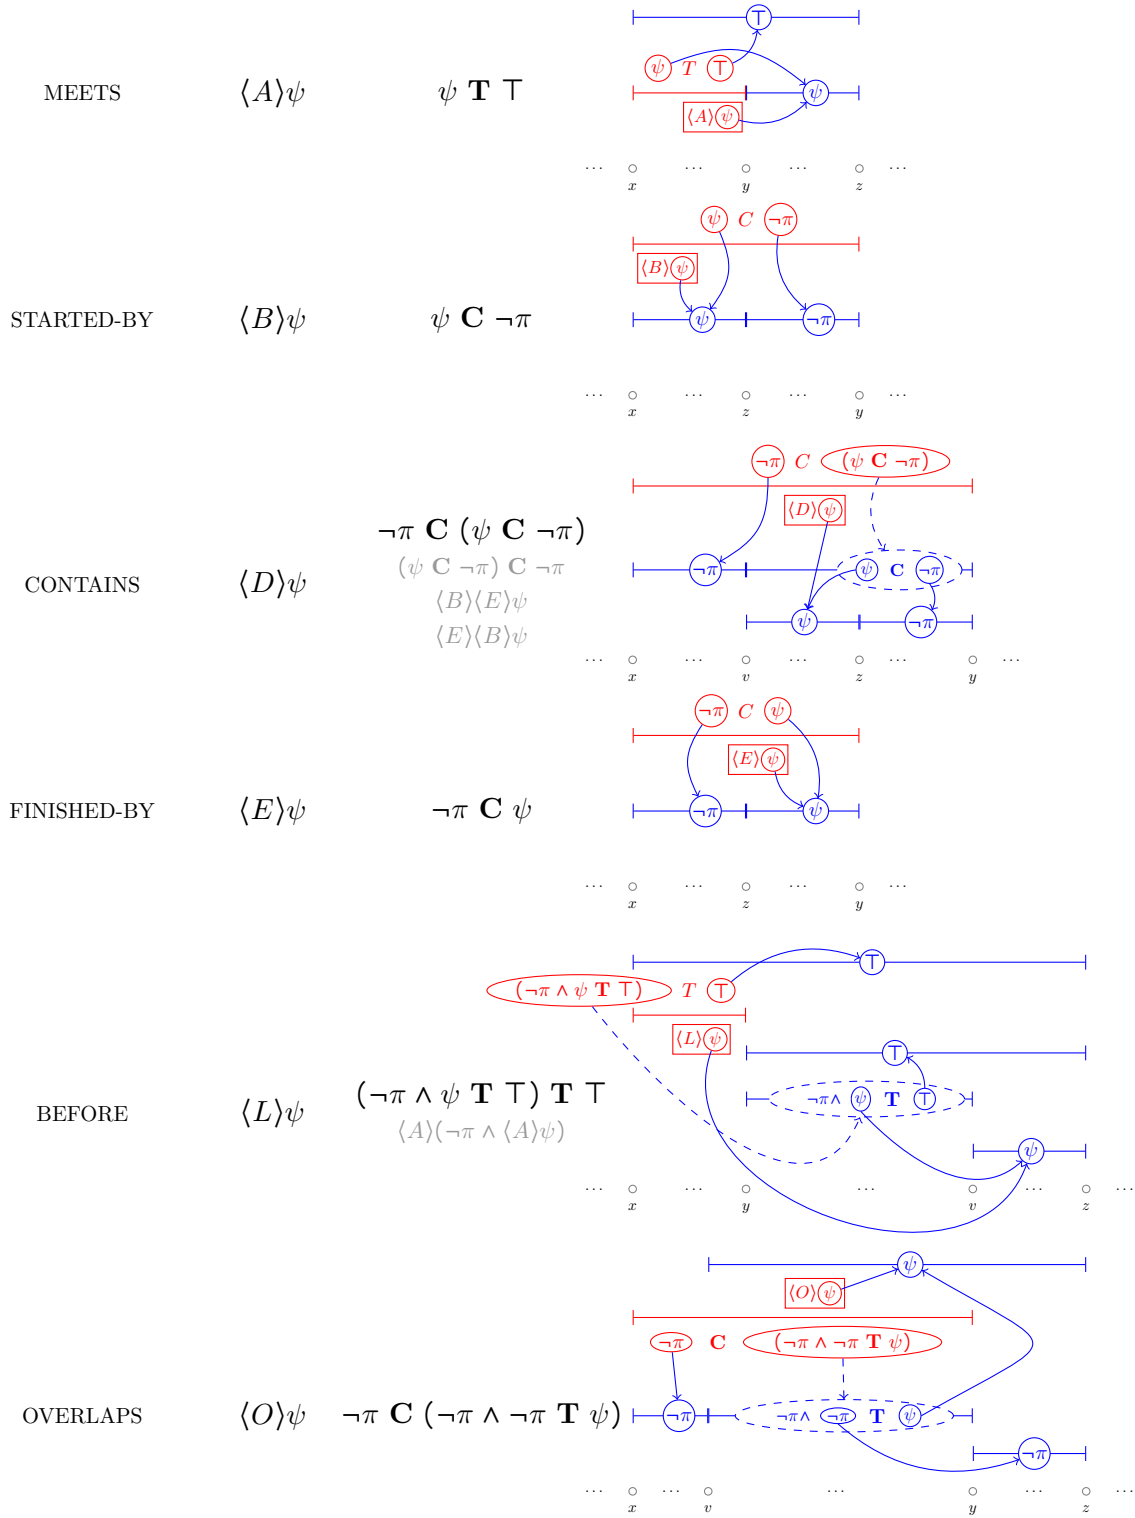 ⊤
ψ T ⊤
MEETS ⟨A⟩ψ ψ T ⊤ ψ
⟨A⟩ψ
··· x ··· y ··· z ···
ψ C ¬π
⟨B⟩ψ
STARTED-BY ⟨B⟩ψ ψ C ¬π ψ ¬π
··· x ··· z ··· y ···
¬π C (ψ C ¬π)
⟨D⟩ψ
¬π C (ψ C ¬π)
(ψ C ¬π) C ¬π ¬π ψ C ¬π
CONTAINS ⟨D⟩ψ
⟨B⟩⟨E⟩ψ
⟨E⟩⟨B⟩ψ ψ ¬π
··· x ··· v ··· z ··· y ···
¬π C ψ
⟨E⟩ψ
FINISHED-BY ⟨E⟩ψ ¬π C ψ ¬π ψ
··· x ··· z ··· y ···
⊤
(¬π ∧ ψ T ⊤) T ⊤
⟨L⟩ψ
⊤
(¬π ∧ ψ T ⊤) T ⊤ ¬π∧ ψ T ⊤
BEFORE ⟨L⟩ψ
⟨A⟩(¬π ∧ ⟨A⟩ψ)
ψ
··· x ··· y ··· v ··· z ···
ψ
⟨O⟩ψ
¬π C (¬π ∧ ¬π T ψ)
OVERLAPS ⟨O⟩ψ ¬π C (¬π ∧ ¬π T ψ) ¬π ¬π∧ ¬π T ψ
¬π
··· x ··· v ··· y ··· z ···